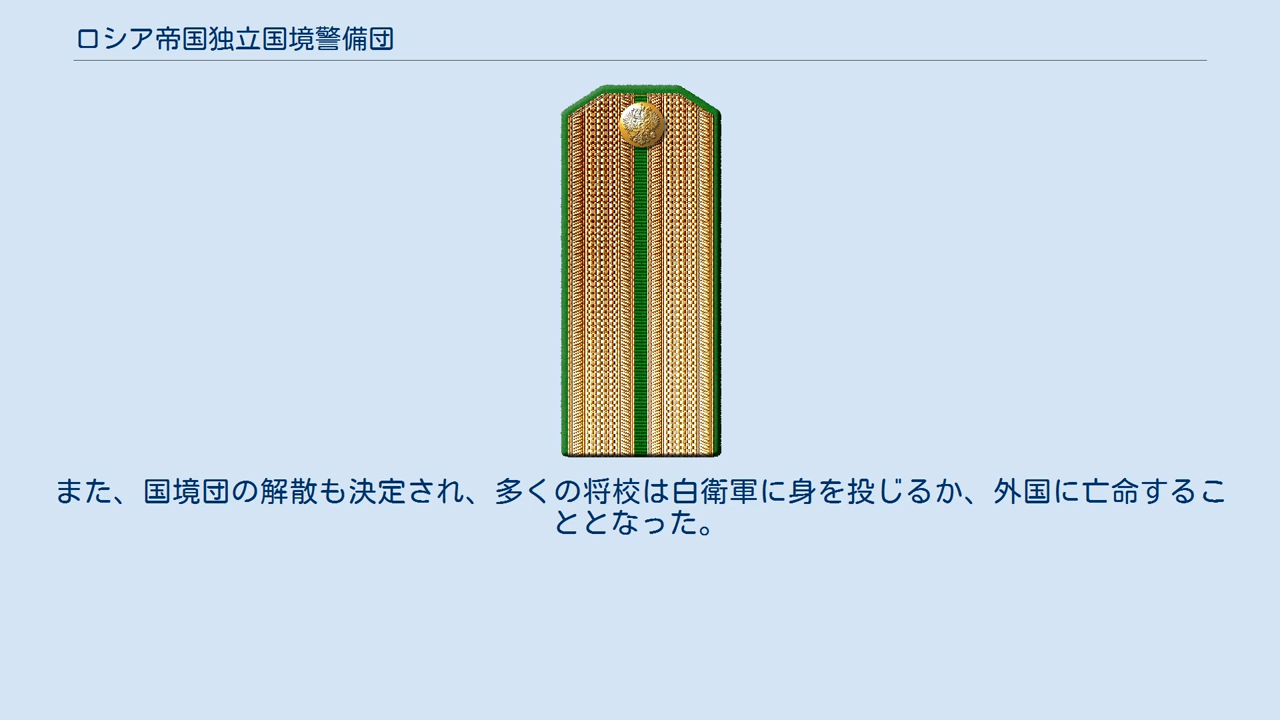 ロシア帝国独立国境警備団
また、国境団の解散も決定され、多くの将校は白衛軍に身を投じるか、外国に亡命するこ
ととなった。